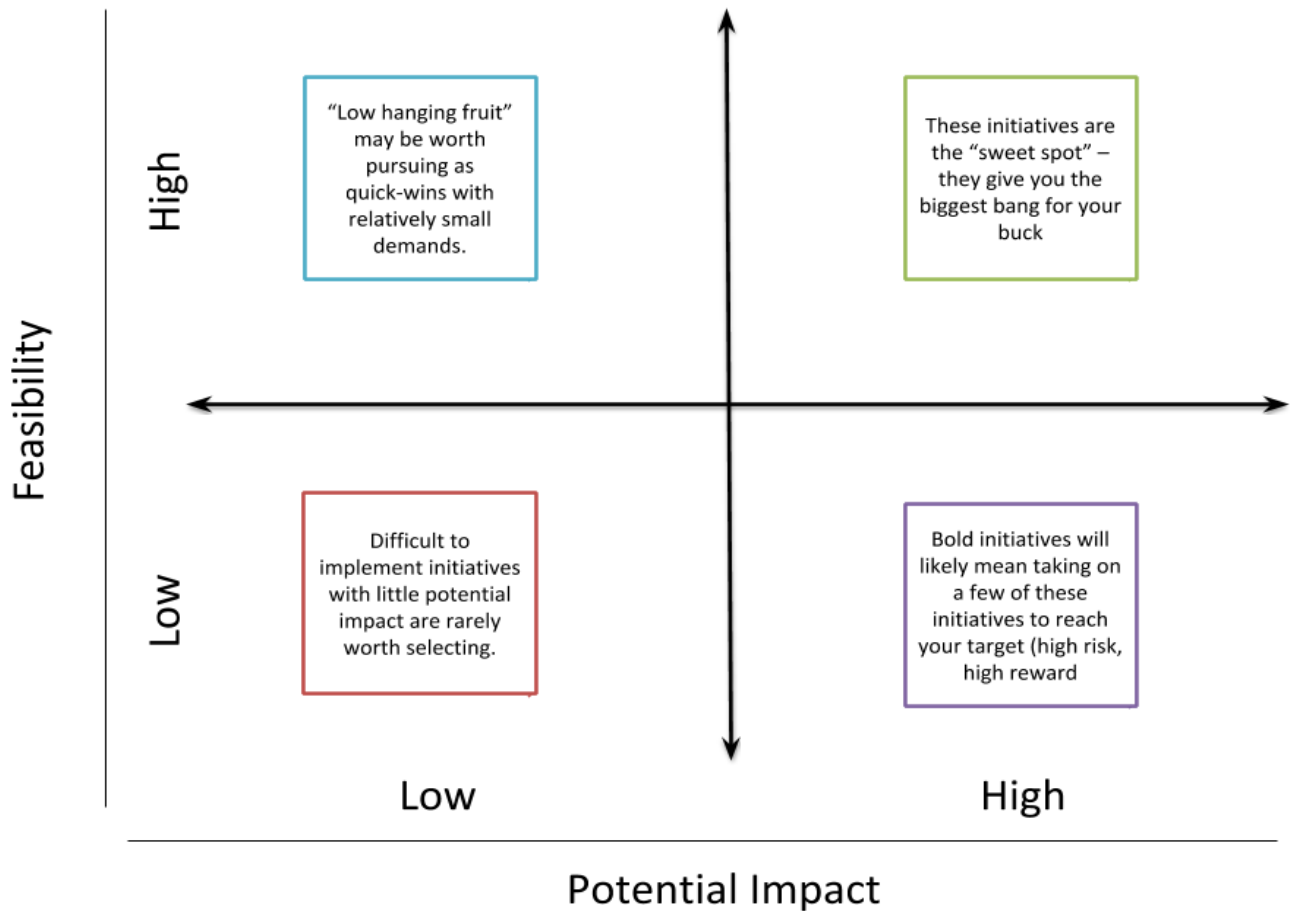 Feasibility
High
Low
“Low hanging fruit”
may be worth
pursuing as
quick-wins with
relatively small
demands.
These initiatives are
the “sweet spot” –
they give you the
biggest bang for your
buck
Difficult to
implement initiatives
with little potential
impact are rarely
worth selecting.
Bold initiatives will
likely mean taking on
a few of these
initiatives to reach
your target (high risk,
high reward
Low
High
Potential Impact